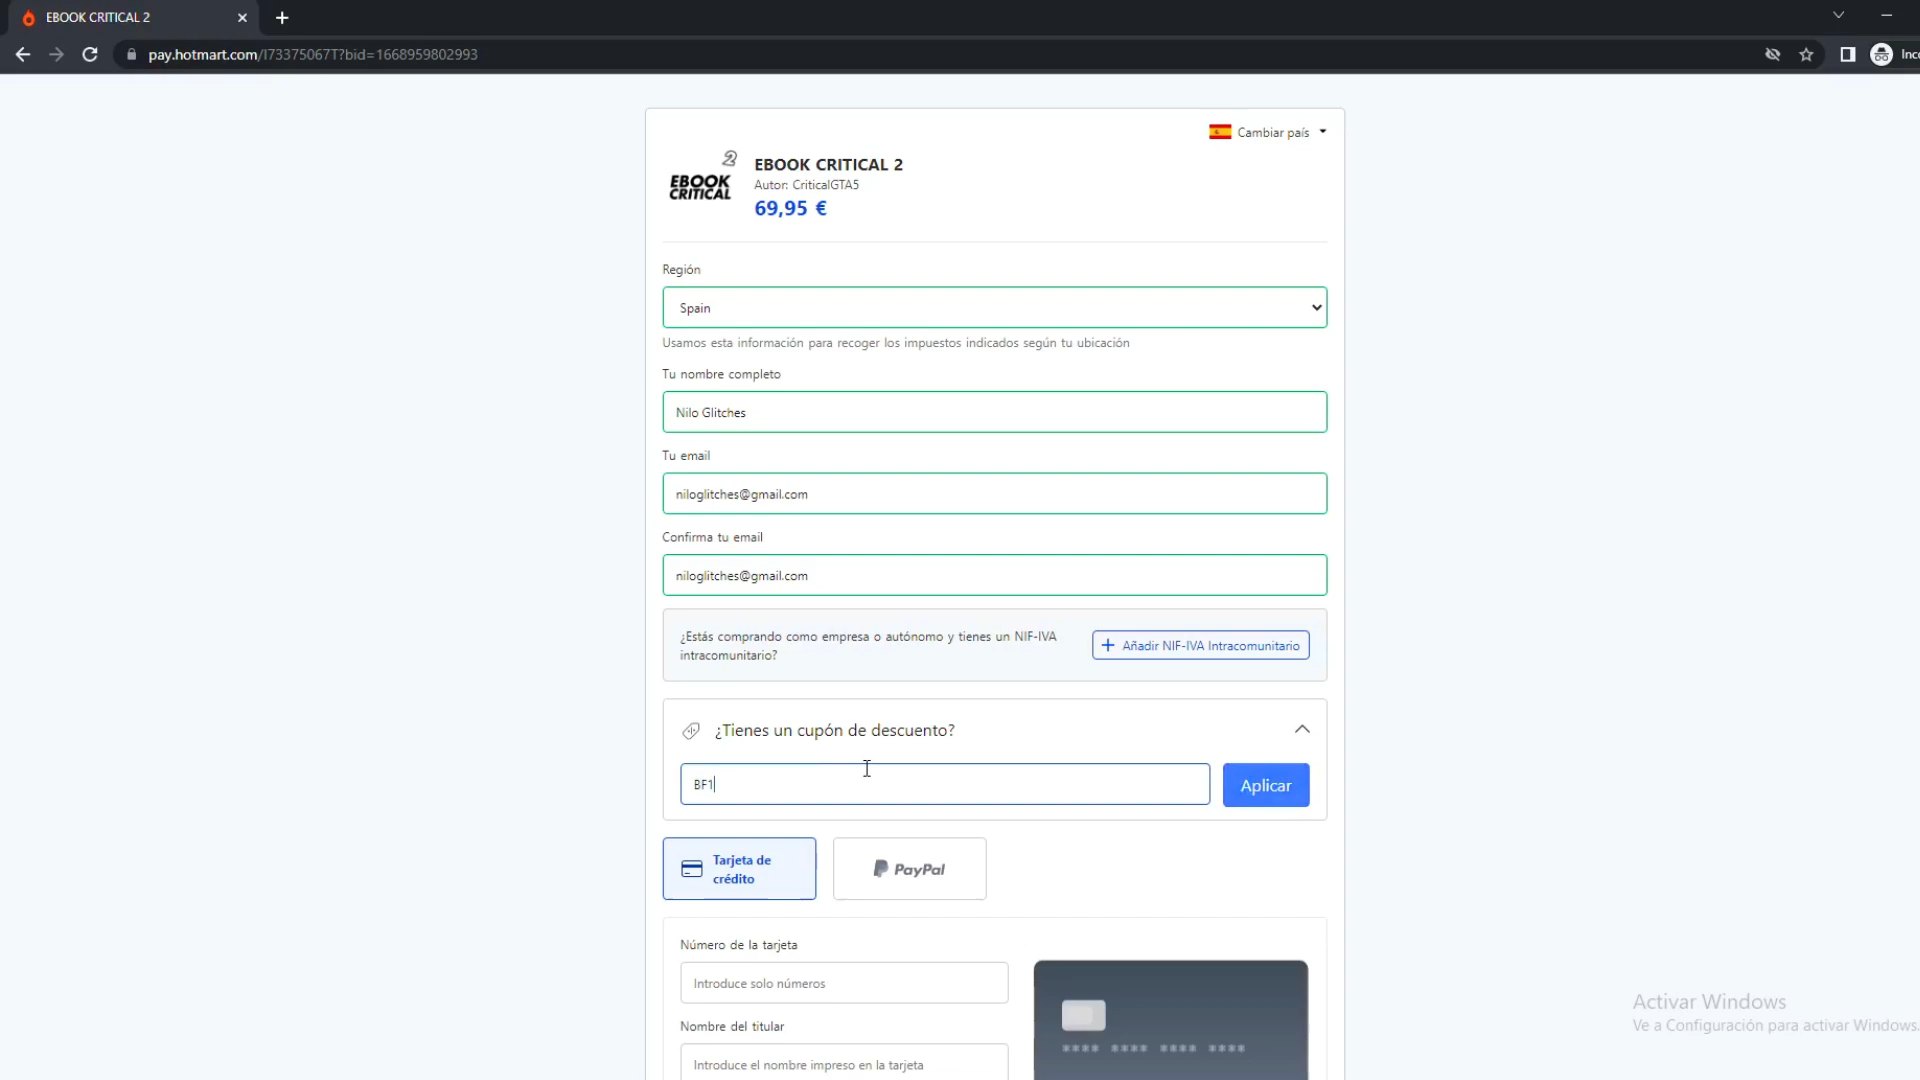 EBOOK CRITICAL 2
pay.hotmart.com/I73375067T?bid=1668959802993
Inc
Cambiar país
2
EBOOK
CRITICAL
EBOOK CRITICAL 2
Autor: CriticalGTA5
69,95 €
Región
Spain
Usamos esta información para recoger los impuestos indicados según tu ubicación
Tu nombre completo
Nilo Glitches
Tu email
niloglitches@gmail.com
Confirma tu email
niloglitches@gmail.com
¿Estás comprando como empresa o autónomo y tienes un NIF-IVA
intracomunitario?
Añadir NIF-IVA Intracomunitario
¿Tienes un cupón de descuento?
BF1
Aplicar
Tarjeta de
crédito
PayPal
Número de la tarjeta
Introduce solo números
Nombre del titular
Introduce el nombre impreso en la tarjeta
**** **** **** ****
Activar Windows
Ve a Configuración para activar Windows.